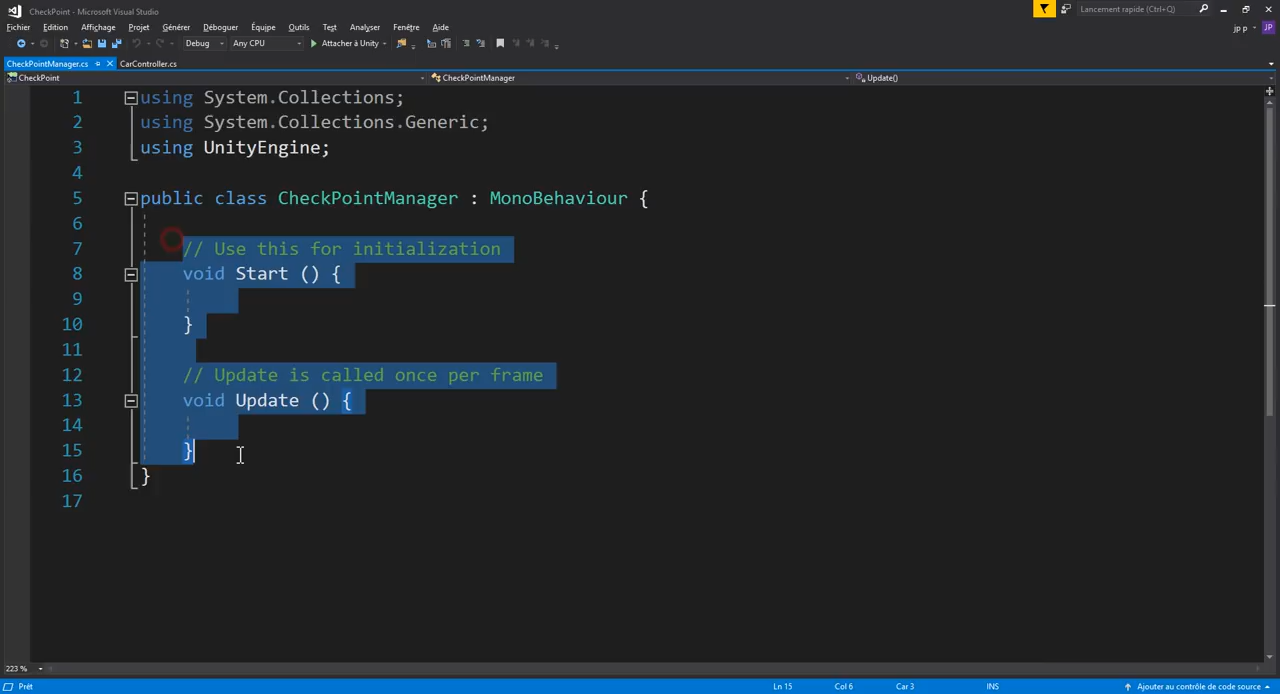 CheckPoint - Microsoft Visual Studio
Lancement rapide (Ctrl+Q)
Fichier Edition Affichage Projet Générer Déboguer Équipe Outils Test Analyser Fenêtre Aide
jp p JP
Debug Any CPU Attacher à Unity
CheckPointManager.cs CarController.cs
CheckPoint CheckPointManager Update()
1 using System.Collections;
2 using System.Collections.Generic;
3 using UnityEngine;
4
5 public class CheckPointManager : MonoBehaviour {
6
7 // Use this for initialization
8 void Start () {
9
10 }
11
12 // Update is called once per frame
13 void Update () {
14
15 }
16 }
17
223 %
Prêt Ln 15 Col 6 Car 3 INS Ajouter au contrôle de code source